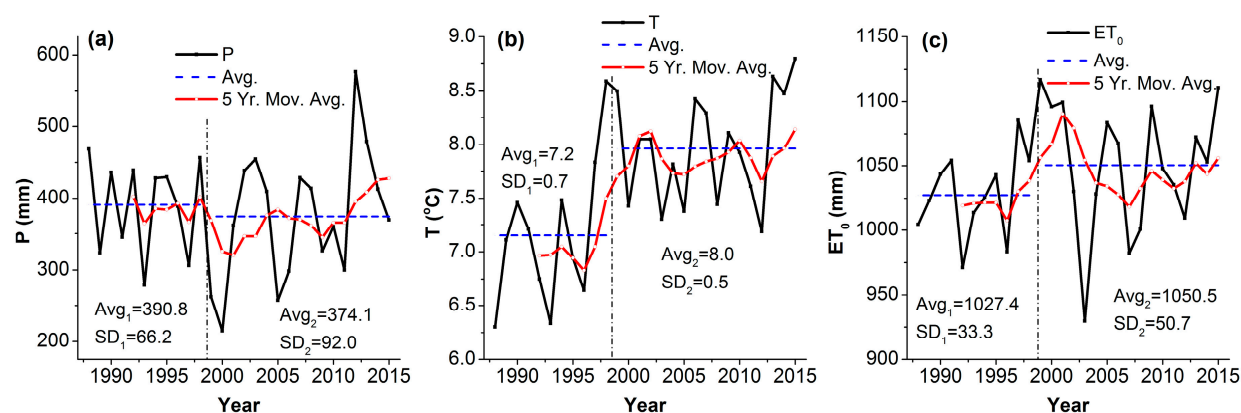 (a)
P
Avg.
5 Yr. Mov. Avg.
600
500
400
300
200
P (mm)
Avg₁=390.8
SD₁=66.2
Avg₂=374.1
SD₂=92.0
1990 1995 2000 2005 2010 2015
Year
(b)
T
Avg.
5 Yr. Mov. Avg.
9.0
8.5
8.0
7.5
7.0
6.5
6.0
T (°C)
Avg₁=7.2
SD₁=0.7
Avg₂=8.0
SD₂=0.5
1990 1995 2000 2005 2010 2015
Year
(c)
ET₀
Avg.
5 Yr. Mov. Avg.
1150
1100
1050
1000
950
900
ET₀ (mm)
Avg₁=1027.4
SD₁=33.3
Avg₂=1050.5
SD₂=50.7
1990 1995 2000 2005 2010 2015
Year